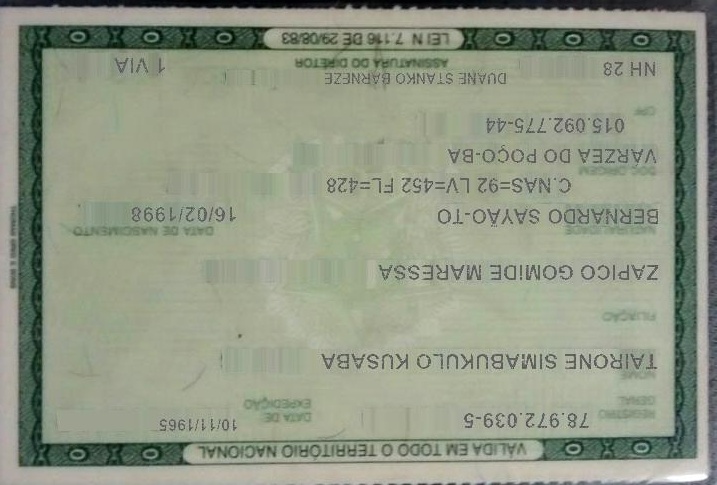 VÁLIDA EM TODO O TERRITÓRIO NACIONAL
REGISTRO GERAL 78.972.039-5 DATA DE EXPEDIÇÃO 10/11/1965
NOME
TAIRONE SIMABUKULO KUSABA
FILIAÇÃO
ZAPICO GOMIDE MARESSA
NATURALIDADE DATA DE NASCIMENTO
BERNARDO SAYÃO-TO 16/02/1998
DOC. ORIGEM C.NAS=92 LV=452 FL=428
VARZEA DO POÇO-BA
CPF
015.092.775-44
NH 28 DUANE STANKO BARNEZE 1 VIA
ASSINATURA DO DIRETOR
LEI N 7.116 DE 29/08/83